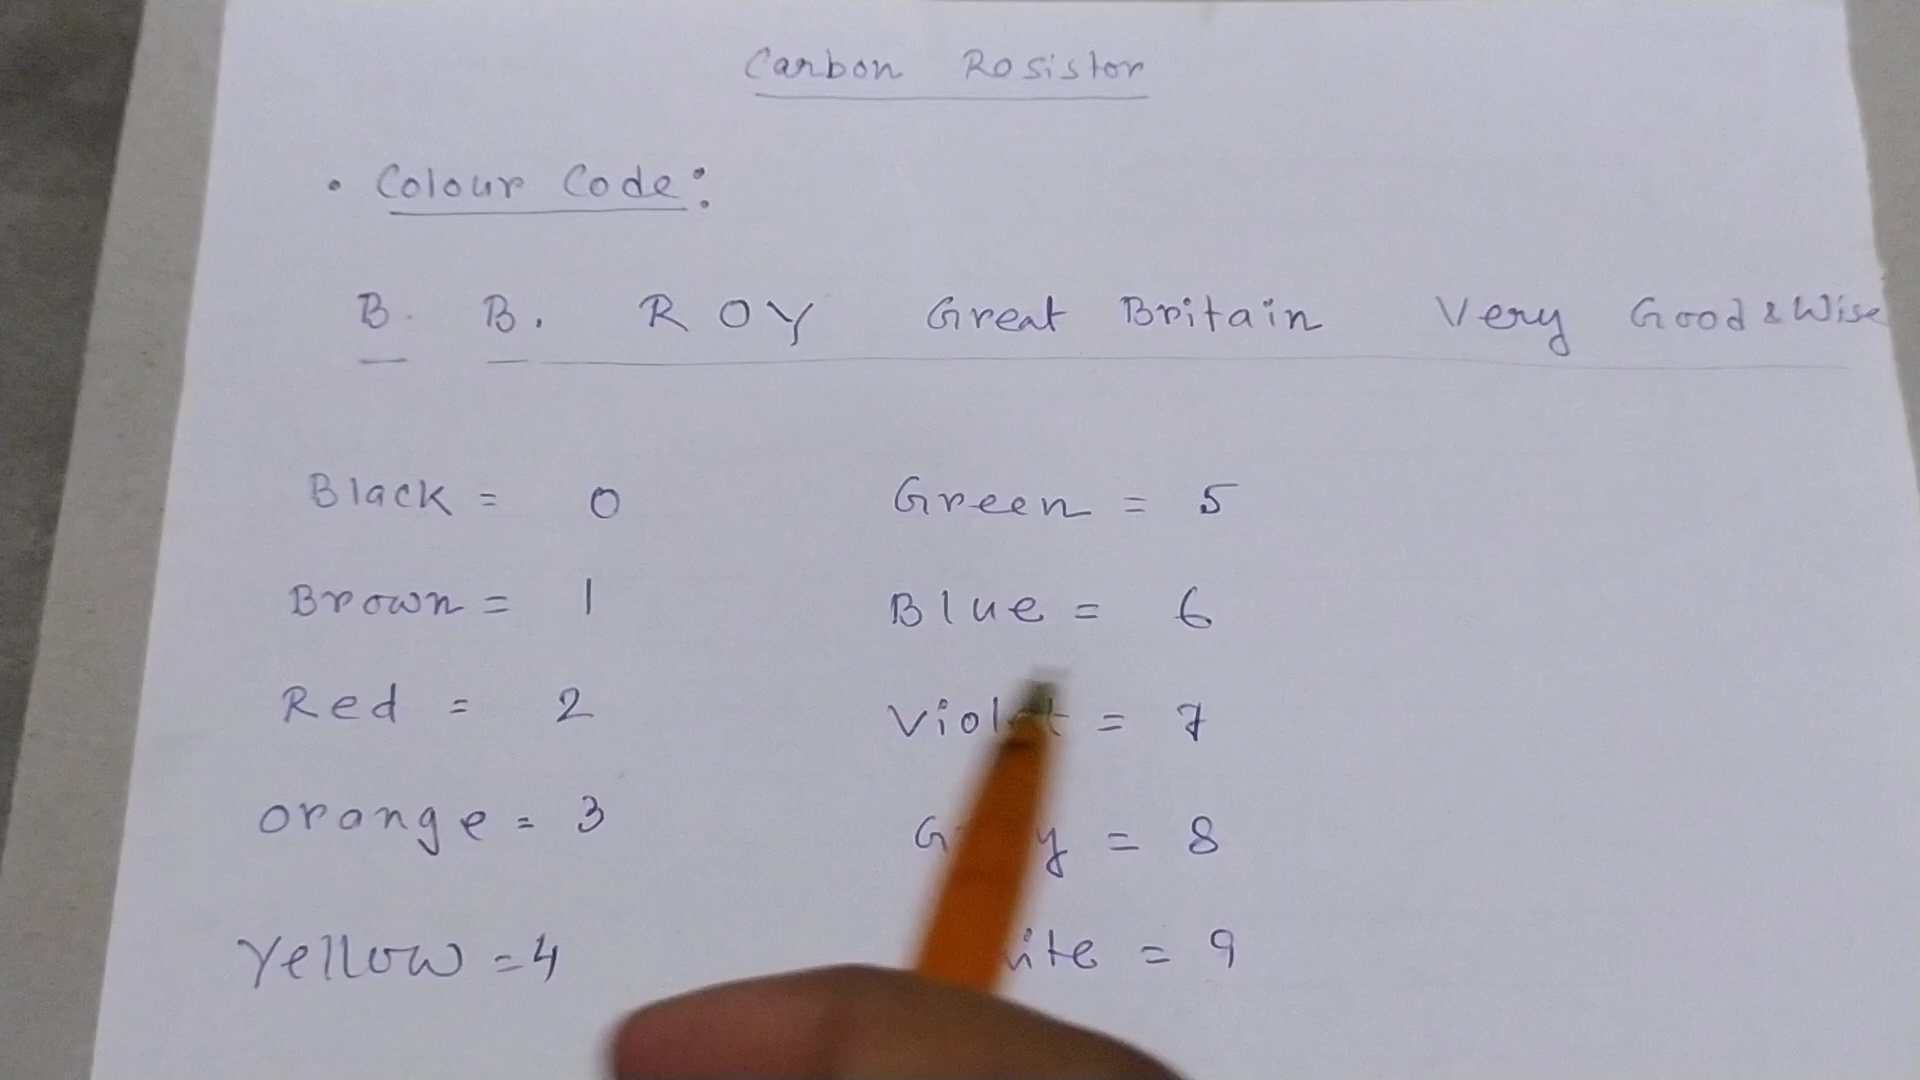 Carbon Rosistor
• Colour Code:
B. B. ROY Great Britain Very Good & Wise
Black = 0
Brown = 1
Red = 2
Orange = 3
Yellow = 4
Green = 5
Blue = 6
Violet = 7
= 8
= 9